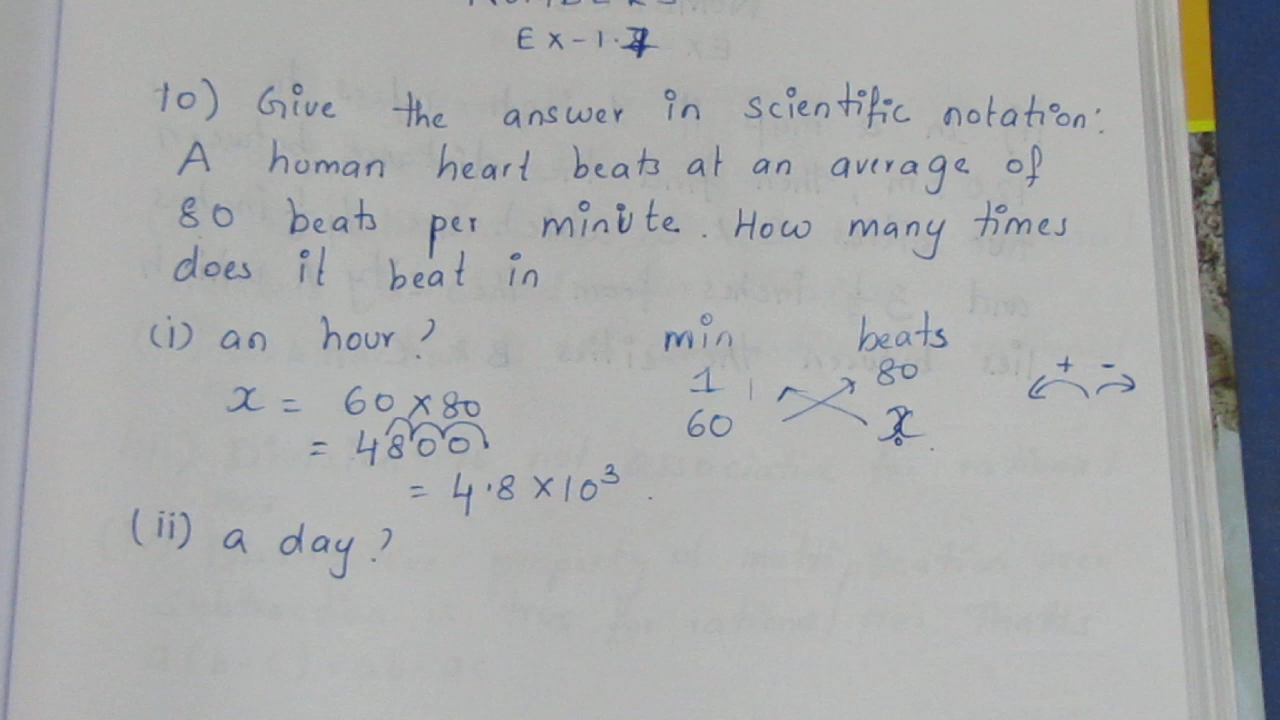 Ex-1.7
10) Give the answer in scientific notation:
A human heart beats at an average of
80 beats per minute. How many times
does it beat in
(i) an hour? min beats
1 80
x = 60 x 80 60 x
= 4800 + -
= 4.8 x 10³.
(ii) a day?